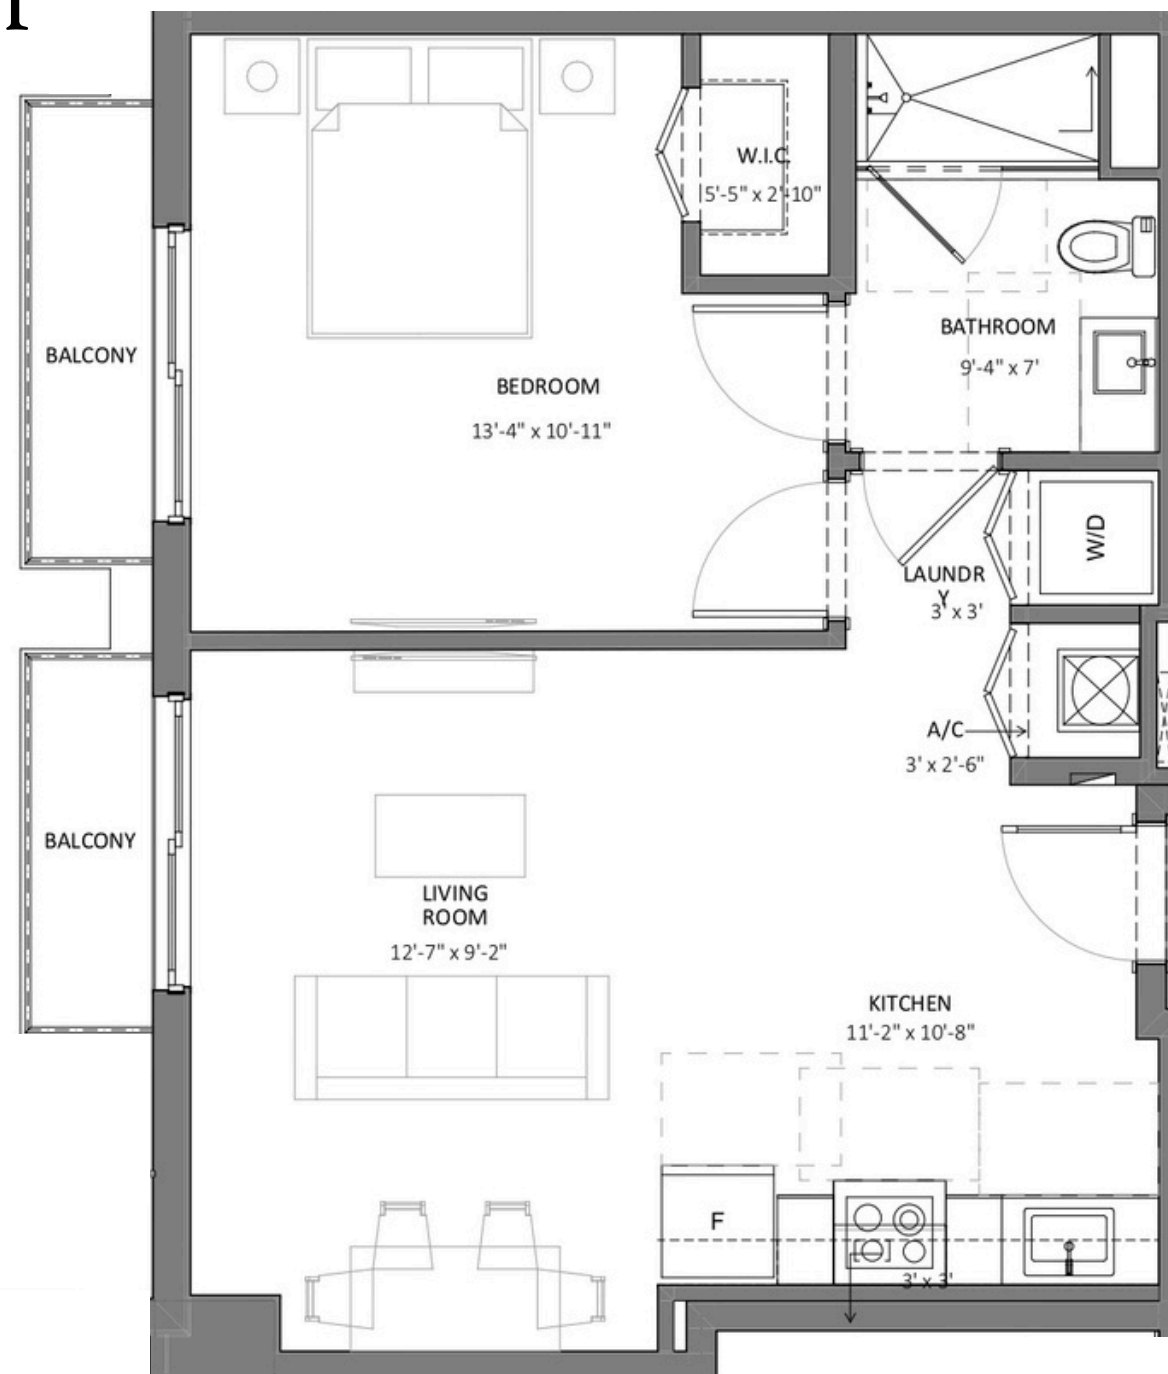 W.I.C.
5'-5" x 2'-10"
BALCONY
BEDROOM
13'-4" x 10'-11"
BATHROOM
9'-4" x 7'
W/D
LAUNDR
Y
3' x 3'
A/C
3' x 2'-6"
BALCONY
LIVING
ROOM
12'-7" x 9'-2"
KITCHEN
11'-2" x 10'-8"
F
3' x 3'